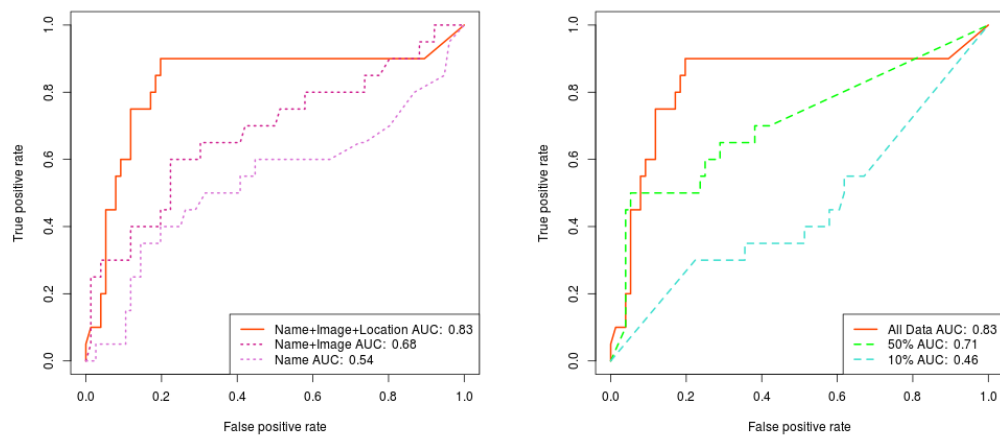 1.0
0.8
0.6
0.4
0.2
0.0
True positive rate
0.0 0.2 0.4 0.6 0.8 1.0
False positive rate
Name+Image+Location AUC: 0.83
Name+Image AUC: 0.68
Name AUC: 0.54
1.0
0.8
0.6
0.4
0.2
0.0
True positive rate
0.0 0.2 0.4 0.6 0.8 1.0
False positive rate
All Data AUC: 0.83
50% AUC: 0.71
10% AUC: 0.46